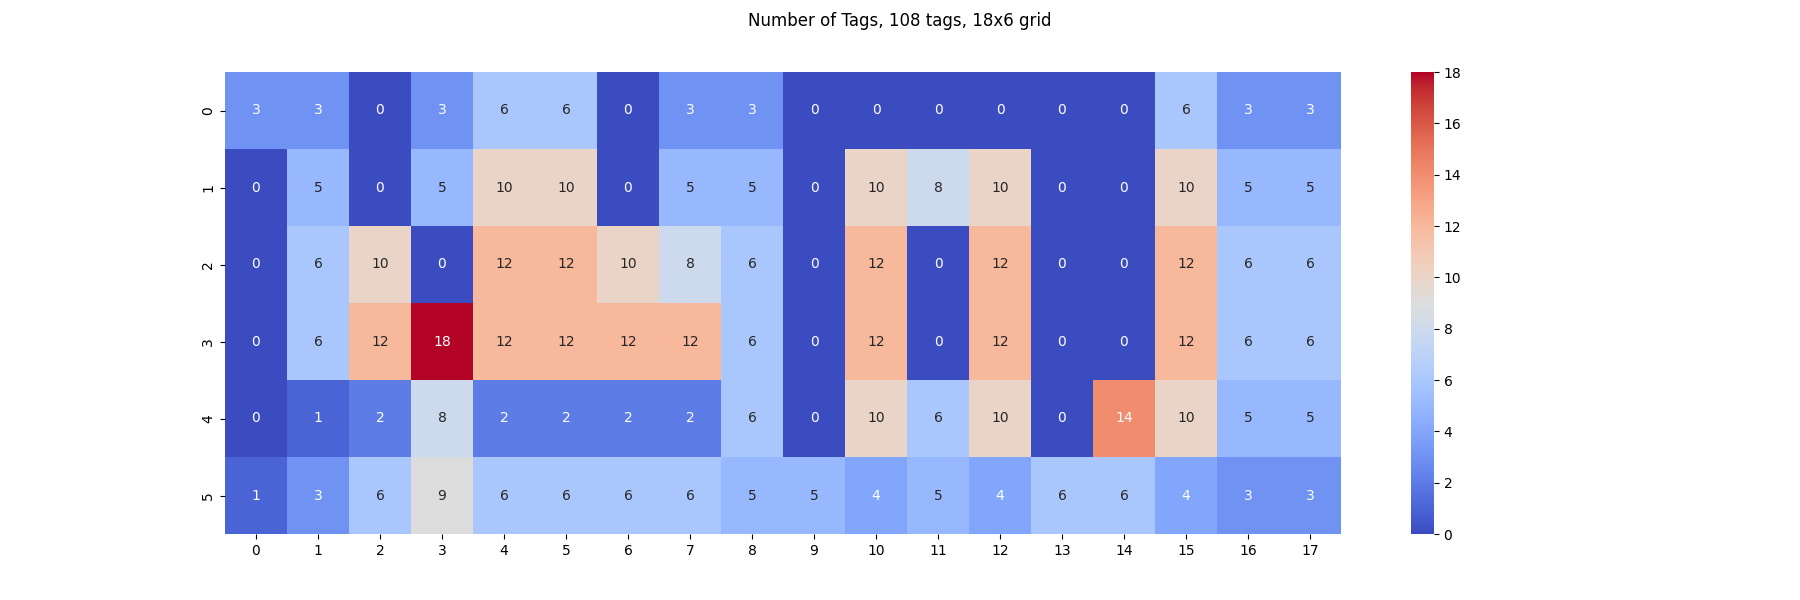 Number of Tags, 108 tags, 18x6 grid
0 3 3 0 3 6 6 0 3 3 0 0 0 0 0 0 6 3 3
1 0 5 0 5 10 10 0 5 5 0 10 8 10 0 0 10 5 5
2 0 6 10 0 12 12 10 8 6 0 12 0 12 0 0 12 6 6
3 0 6 12 18 12 12 12 12 6 0 12 0 12 0 0 12 6 6
4 0 1 2 8 2 2 2 2 6 0 10 6 10 0 14 10 5 5
5 1 3 6 9 6 6 6 6 5 5 4 5 4 6 6 4 3 3
0 1 2 3 4 5 6 7 8 9 10 11 12 13 14 15 16 17
18
16
14
12
10
8
6
4
2
0